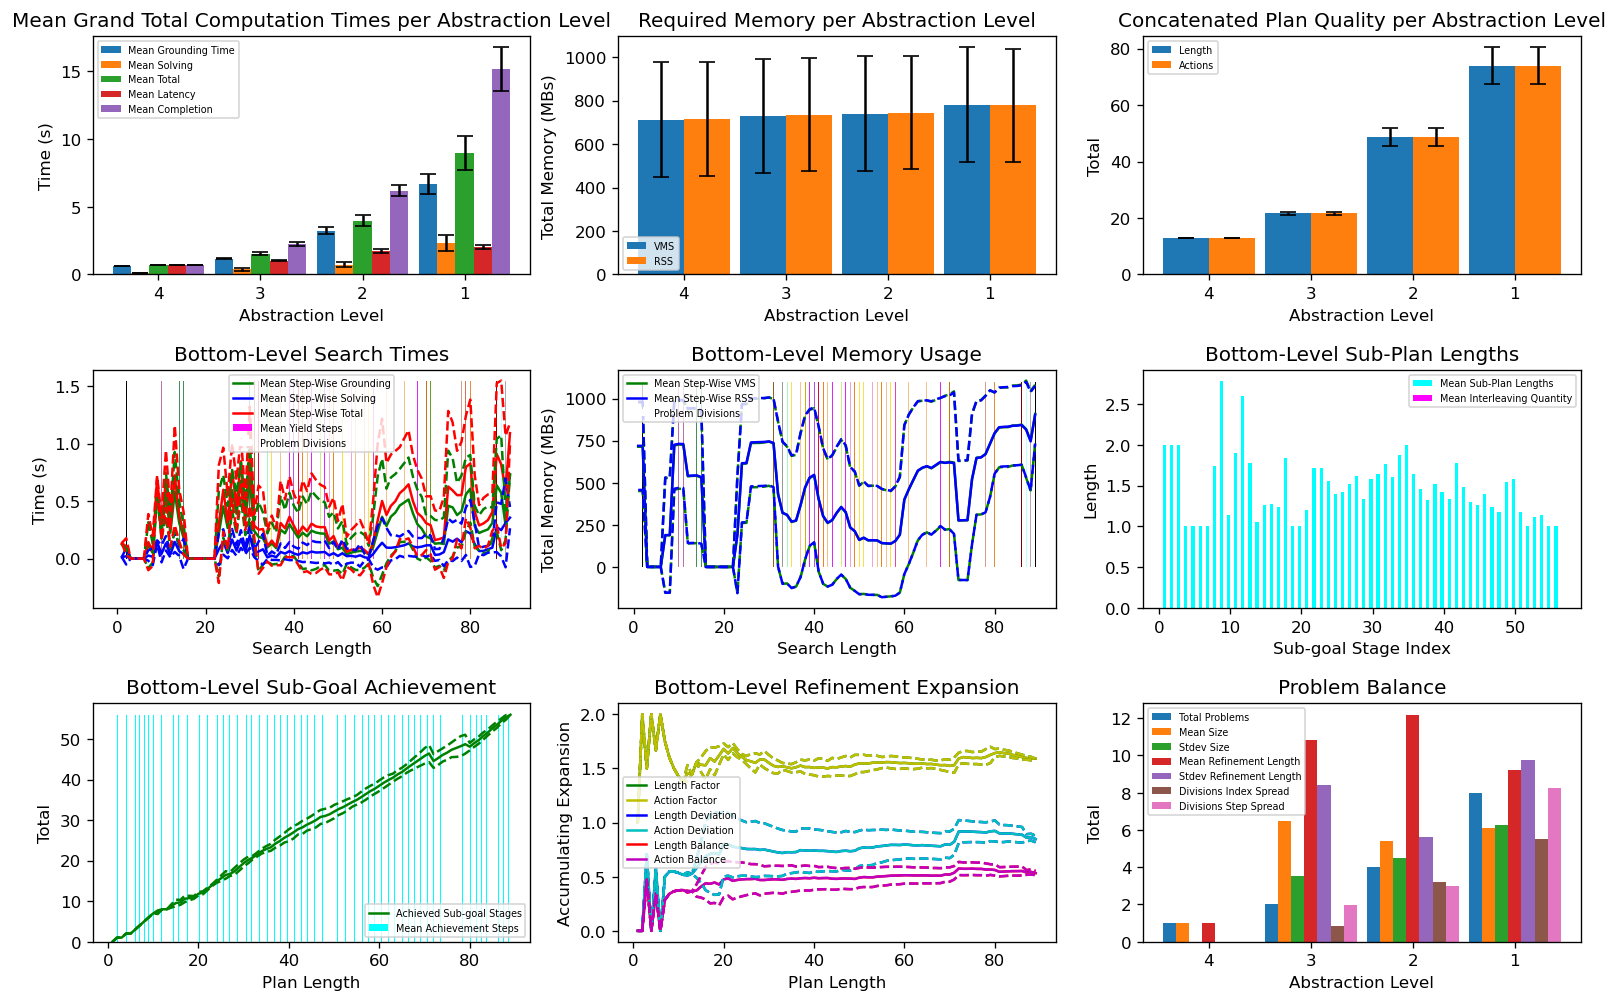 Mean Grand Total Computation Times per Abstraction Level
Time (s)
15
10
5
0
Mean Grounding Time
Mean Solving
Mean Total
Mean Latency
Mean Completion
4 3 2 1
Abstraction Level
Required Memory per Abstraction Level
Total Memory (MBs)
1000
800
600
400
200
0
VMS
RSS
4 3 2 1
Abstraction Level
Concatenated Plan Quality per Abstraction Level
Total
80
60
40
20
0
Length
Actions
4 3 2 1
Abstraction Level
Bottom-Level Search Times
Time (s)
1.5
1.0
0.5
0.0
Mean Step-Wise Grounding
Mean Step-Wise Solving
Mean Step-Wise Total
Mean Yield Steps
Problem Divisions
0 20 40 60 80
Search Length
Bottom-Level Memory Usage
Total Memory (MBs)
1000
750
500
250
0
Mean Step-Wise VMS
Mean Step-Wise RSS
Problem Divisions
0 20 40 60 80
Search Length
Bottom-Level Sub-Plan Lengths
Length
2.5
2.0
1.5
1.0
0.5
0.0
Mean Sub-Plan Lengths
Mean Interleaving Quantity
0 10 20 30 40 50
Sub-goal Stage Index
Bottom-Level Sub-Goal Achievement
Total
50
40
30
20
10
0
Achieved Sub-goal Stages
Mean Achievement Steps
0 20 40 60 80
Plan Length
Bottom-Level Refinement Expansion
Accumulating Expansion
2.0
1.5
1.0
0.5
0.0
Length Factor
Action Factor
Length Deviation
Action Deviation
Length Balance
Action Balance
0 20 40 60 80
Plan Length
Problem Balance
Total
12
10
8
6
4
2
0
Total Problems
Mean Size
Stdev Size
Mean Refinement Length
Stdev Refinement Length
Divisions Index Spread
Divisions Step Spread
4 3 2 1
Abstraction Level